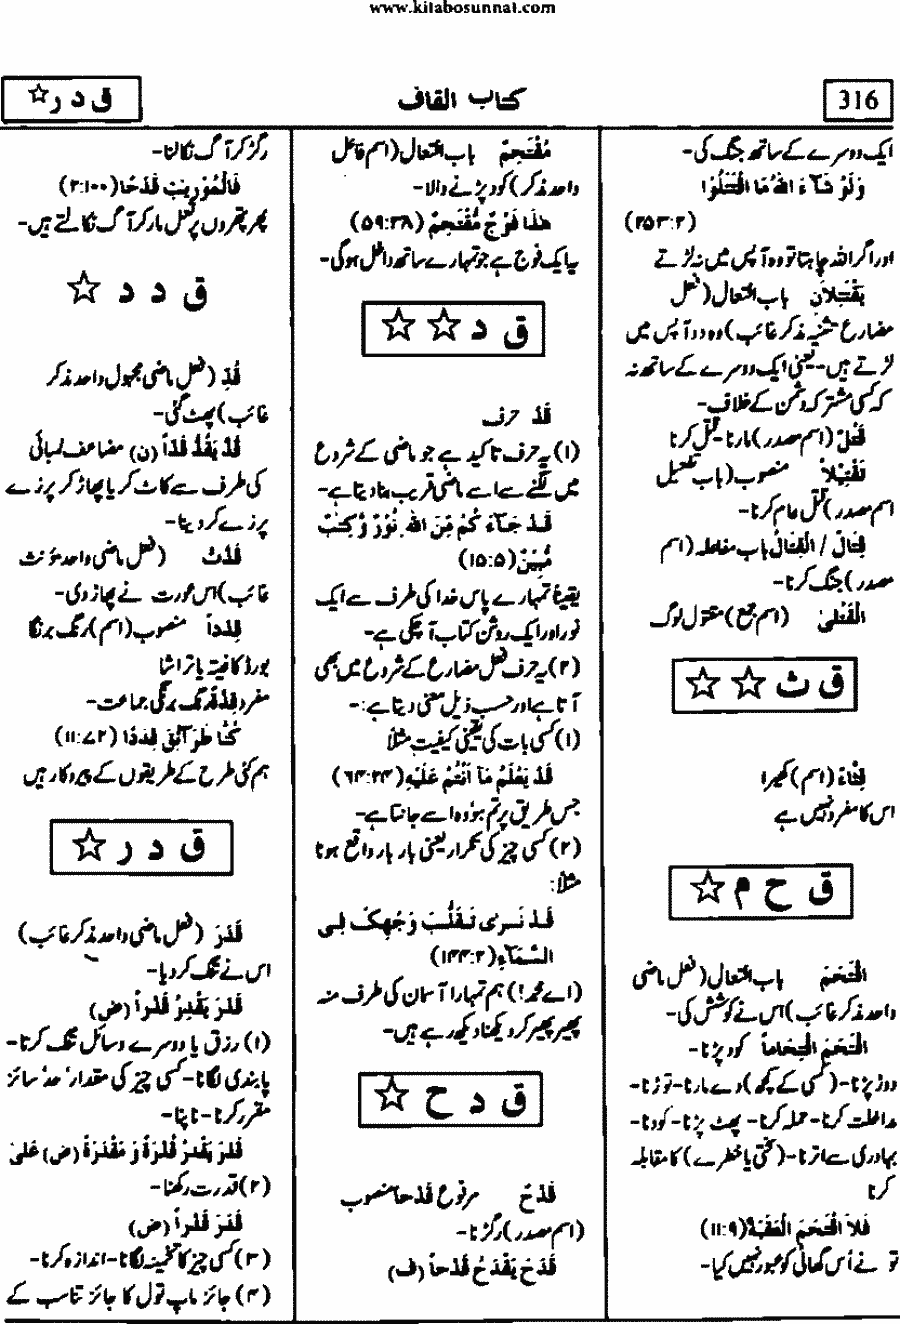 www.kitabosunnat.com
316
کتاب القاف
ق د ر ☆
ایک دوسرے کے ساتھ جنگ کی-
وَلَوْ شَآءَ اللهُ مَا اقْتَتَلُوْا
(۲۵۳:۲)
اور اگر اللہ چاہتا تو وہ آپس میں نہ لڑتے
يَقْتَتِلَانِ باب افتعال (فعل
مضارع تثنیہ مذکر غائب) وہ دو آپس میں
لڑتے ہیں--یعنی ایک دوسرے کے ساتھ نہ
کہ کسی مشترکہ دشمن کے خلاف-
قَتْلٌ (اسم مصدر) مارنا-قتل کرنا
تَقْتِيْلًا منصوب (باب تفعیل
اسم مصدر) قتل عام کرنا-
قِتَالٌ / الْقِتَالُ باب مفاعلہ (اسم
مصدر) جنگ کرنا-
الْقَتْلىٰ (اسم جمع) مقتول لوگ
ق ث ☆☆
قِثَّاءٌ (اسم) کھیرا
اس کا مفرد نہیں ہے
ق ح م ☆
اقْتَحَمَ باب افتعال (فعل ماضی
واحد مذکر غائب) اس نے کوشش کی-
اقْتَحَمَ اقْتِحَاماً کود پڑنا-
دوڑ پڑنا-(کسی کے کچھ) دے مارنا-توڑنا-
مداخلت کرنا- حملہ کرنا- پھٹ پڑنا- کودنا-
بہادری سے اترنا-(سختی یا خطرے) کا مقابلہ
کرنا
فَلَا اقْتَحَمَ الْعَقَبَةَ (۱۱:۹)
تو نے اس گھاٹی کو عبور نہیں کیا-
مُقْتَحِمٌ باب افتعال (اسم فاعل
واحد مذکر) کود پڑنے والا-
هٰذَا فَوْجٌ مُّقْتَحِمٌ (۵۹:۳۸)
یہ ایک فوج ہے جو تمہارے ساتھ داخل ہوگی-
ق د ☆☆
قَدْ حرف
(۱) یہ حرف تاکید ہے جو ماضی کے شروع
میں لگنے سے اسے ماضی قریب بنا دیتا ہے-
قَدْ جَآءَ كُمْ مِّنَ اللهِ نُوْرٌ وَّ كِتٰبٌ
مُّبِيْنٌ (۱۵:۵)
یقیناً تمہارے پاس خدا کی طرف سے ایک
نور اور ایک روشن کتاب آ چکی ہے-
(۲) یہ حرف فعل مضارع کے شروع میں بھی
آتا ہے اور حسب ذیل معنی دیتا ہے:-
(۱) کسی بات کی یقینی کیفیت مثلاً
قَدْ يَعْلَمُ مَآ اَنْتُمْ عَلَيْهِ (۶۴:۲۴)
جس طریق پر تم ہو وہ اسے جانتا ہے-
(۲) کسی چیز کی تکرار یعنی بار بار واقع ہونا
مثلاً:
قَدْ نَرٰى تَقَلُّبَ وَجْهِكَ فِى
السَّمَآءِ (۱۴۴:۲)
(اے محمد!) ہم تمہارا آسمان کی طرف منہ
پھیر پھیر کر دیکھنا دیکھ رہے ہیں-
ق د ح ☆
قَدْحٌ مرفوع قَدْحاً منصوب
(اسم مصدر) رگڑنا-
قَدَحَ يَقْدَحُ قَدْحاً (ف)
رگڑ کر آگ نکالنا-
فَالْمُوْرِيٰتِ قَدْحًا (۲:۱۰۰)
پھر پتھروں پر نعل مار کر آگ نکالتے ہیں-
ق د د ☆
قُدَّ (فعل ماضی مجہول واحد مذکر
غائب) پھٹ گئی-
قَدَّ يَقُدُّ قَدّاً (ن) مضاعف لمبائی
کی طرف سے کاٹ کر یا پھاڑ کر پرزے
پرزے کر دینا-
قَدَّتْ (فعل ماضی واحد مؤنث
غائب) اس عورت نے پھاڑ دی-
قِدَداً منصوب (اسم) رنگ برنگا
بورڈ کا فیتہ یا تراشا
مفرد قِدَّةٌ رنگ برنگی جماعت-
كُنَّا طَرَآئِقَ قِدَدًا (۱۱:۷۲)
ہم کئی طرح کے طریقوں کے پیروکار ہیں
ق د ر ☆
قَدَرَ (فعل ماضی واحد مذکر غائب)
اس نے تنگ کر دیا-
قَدَرَ يَقْدِرُ قَدْراً (ض)
(۱) رزق یا دوسرے وسائل تنگ کرنا-
پابندی لگانا-کسی چیز کی مقدار' حد' سائز
مقرر کرنا-ناپنا-
قَدَرَ يَقْدِرُ قُدْرَةً وَ مَقْدَرَةً (ض) عَلىٰ
(۲) قدرت رکھنا-
قَدَرَ قَدْراً (ض)
(۳) کسی چیز کا تخمینہ لگانا-اندازہ کرنا-
(۴) جائز ماپ تول کا جائز تناسب کے